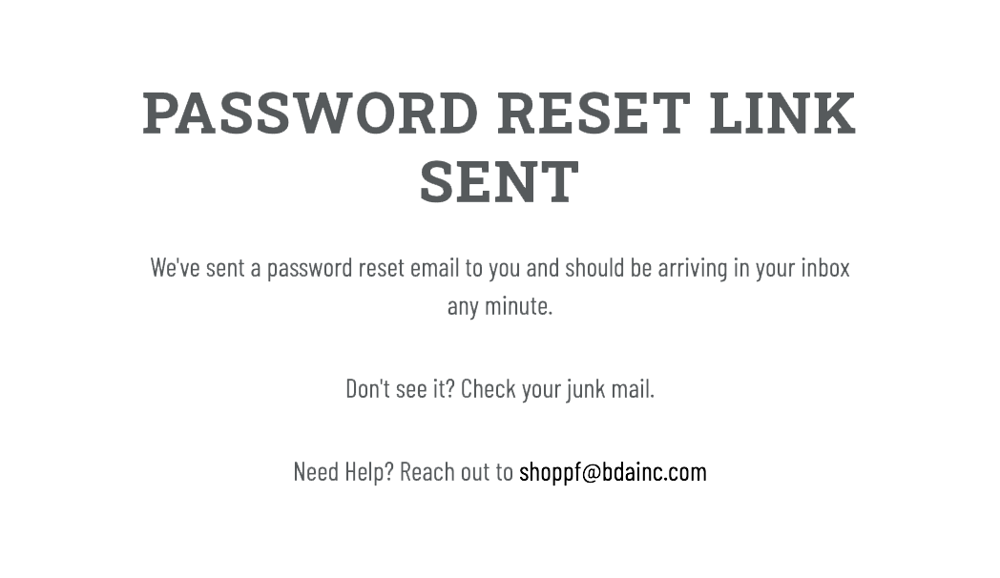 PASSWORD RESET LINK
SENT
We've sent a password reset email to you and should be arriving in your inbox
any minute.
Don't see it? Check your junk mail.
Need Help? Reach out to shoppf@bdainc.com